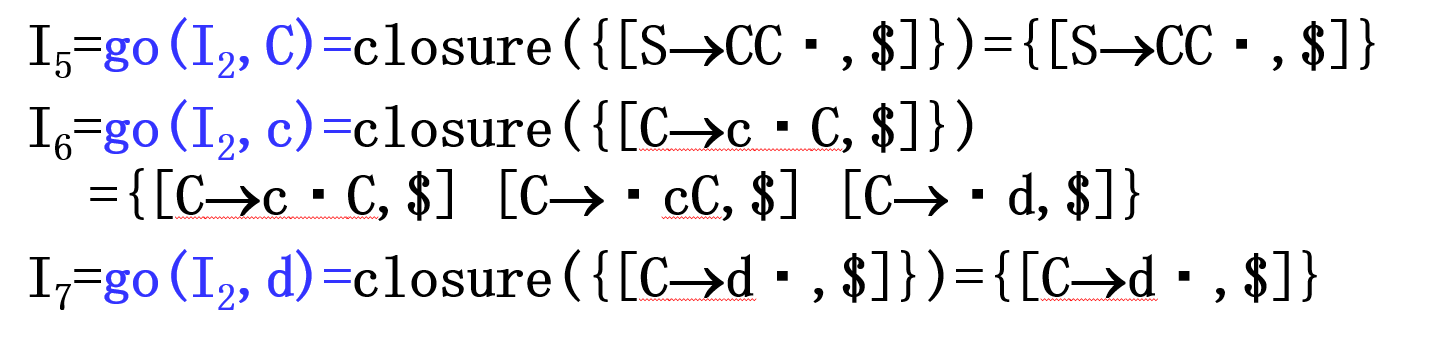 I₅=go(I₂,C)=closure({[S→CC·,$]})={[S→CC·,$]}
I₆=go(I₂,c)=closure({[C→c·C,$]})
={[C→c·C,$] [C→·cC,$] [C→·d,$]}
I₇=go(I₂,d)=closure({[C→d·,$]})={[C→d·,$]}